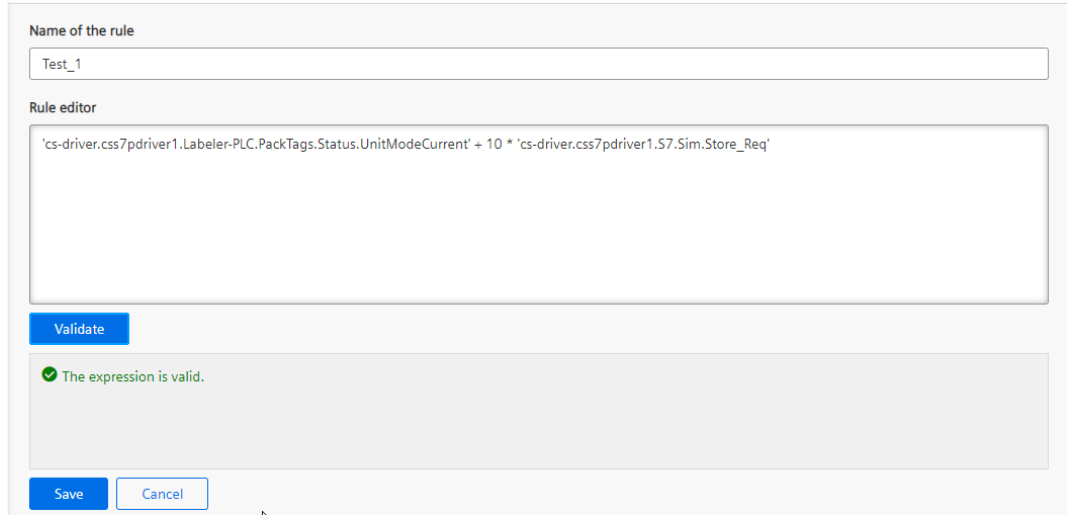 Name of the rule
Test_1
Rule editor
'cs-driver.css7pdriver1.Labeler-PLC.PackTags.Status.UnitModeCurrent' + 10 * 'cs-driver.css7pdriver1.S7.Sim.Store_Req'
Validate
The expression is valid.
Save Cancel